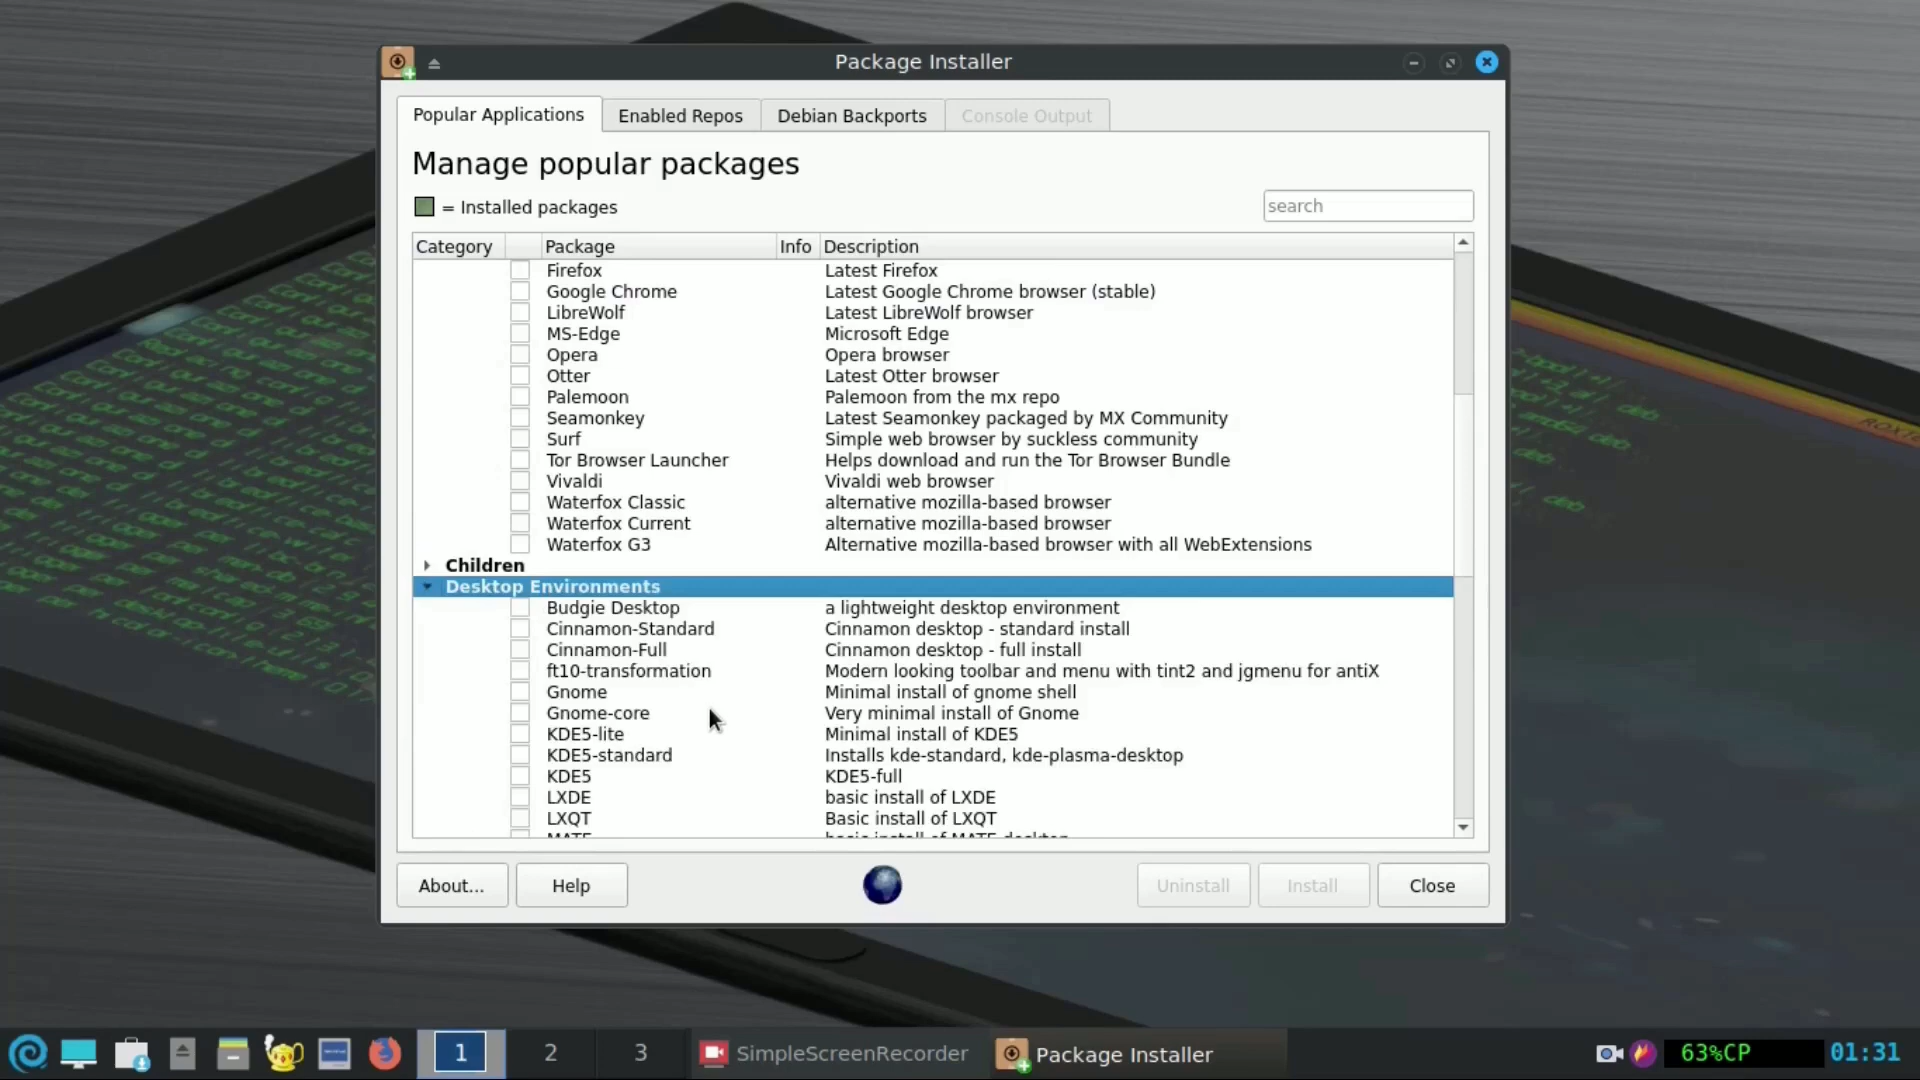 Package Installer
Popular Applications
Enabled Repos
Debian Backports
Console Output
Manage popular packages
= Installed packages
search
Category Package Info Description
Firefox Latest Firefox
Google Chrome Latest Google Chrome browser (stable)
LibreWolf Latest LibreWolf browser
MS-Edge Microsoft Edge
Opera Opera browser
Otter Latest Otter browser
Palemoon Palemoon from the mx repo
Seamonkey Latest Seamonkey packaged by MX Community
Surf Simple web browser by suckless community
Tor Browser Launcher Helps download and run the Tor Browser Bundle
Vivaldi Vivaldi web browser
Waterfox Classic alternative mozilla-based browser
Waterfox Current alternative mozilla-based browser
Waterfox G3 Alternative mozilla-based browser with all WebExtensions
Children
Desktop Environments
Budgie Desktop a lightweight desktop environment
Cinnamon-Standard Cinnamon desktop - standard install
Cinnamon-Full Cinnamon desktop - full install
ft10-transformation Modern looking toolbar and menu with tint2 and jgmenu for antiX
Gnome Minimal install of gnome shell
Gnome-core Very minimal install of Gnome
KDE5-lite Minimal install of KDE5
KDE5-standard Installs kde-standard, kde-plasma-desktop
KDE5 KDE5-full
LXDE basic install of LXDE
LXQT Basic install of LXQT
MATE basic install of MATE desktop
About... Help Uninstall Install Close
1 2 3 SimpleScreenRecorder Package Installer 63%CP 01:31